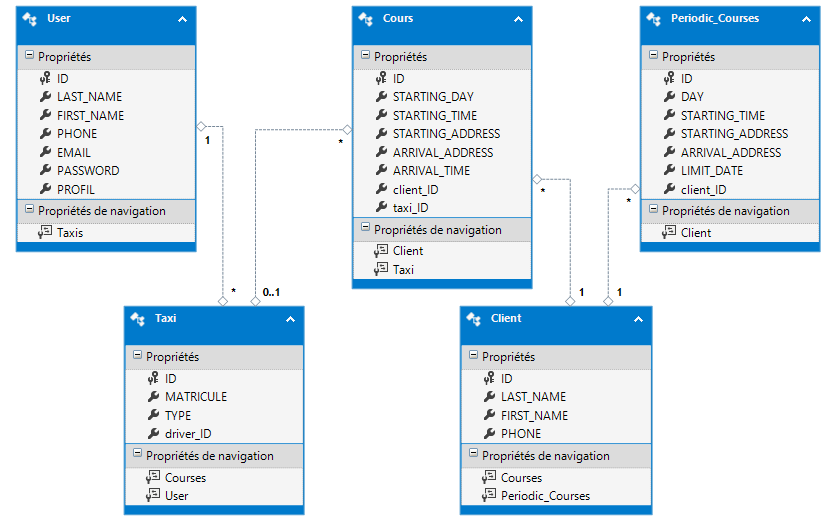 User
Propriétés
ID
LAST_NAME
FIRST_NAME
PHONE
EMAIL
PASSWORD
PROFIL
Propriétés de navigation
Taxis
Cours
Propriétés
ID
STARTING_DAY
STARTING_TIME
STARTING_ADDRESS
ARRIVAL_ADDRESS
ARRIVAL_TIME
client_ID
taxi_ID
Propriétés de navigation
Client
Taxi
Periodic_Courses
Propriétés
ID
DAY
STARTING_TIME
STARTING_ADDRESS
ARRIVAL_ADDRESS
LIMIT_DATE
client_ID
Propriétés de navigation
Client
1
*
*
*
*
0..1
1
1
Taxi
Propriétés
ID
MATRICULE
TYPE
driver_ID
Propriétés de navigation
Courses
User
Client
Propriétés
ID
LAST_NAME
FIRST_NAME
PHONE
Propriétés de navigation
Courses
Periodic_Courses